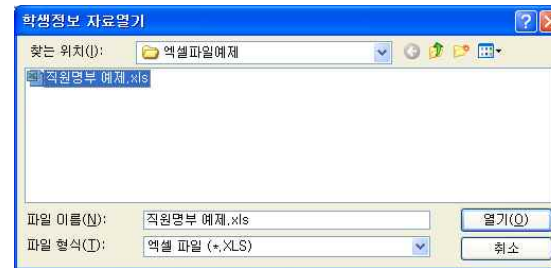 학생정보 자료열기
찾는 위치(I): 엑셀파일예제
직원명부 예제.xls
파일 이름(N): 직원명부 예제.xls 열기(O)
파일 형식(T): 엑셀 파일 (*.XLS) 취소